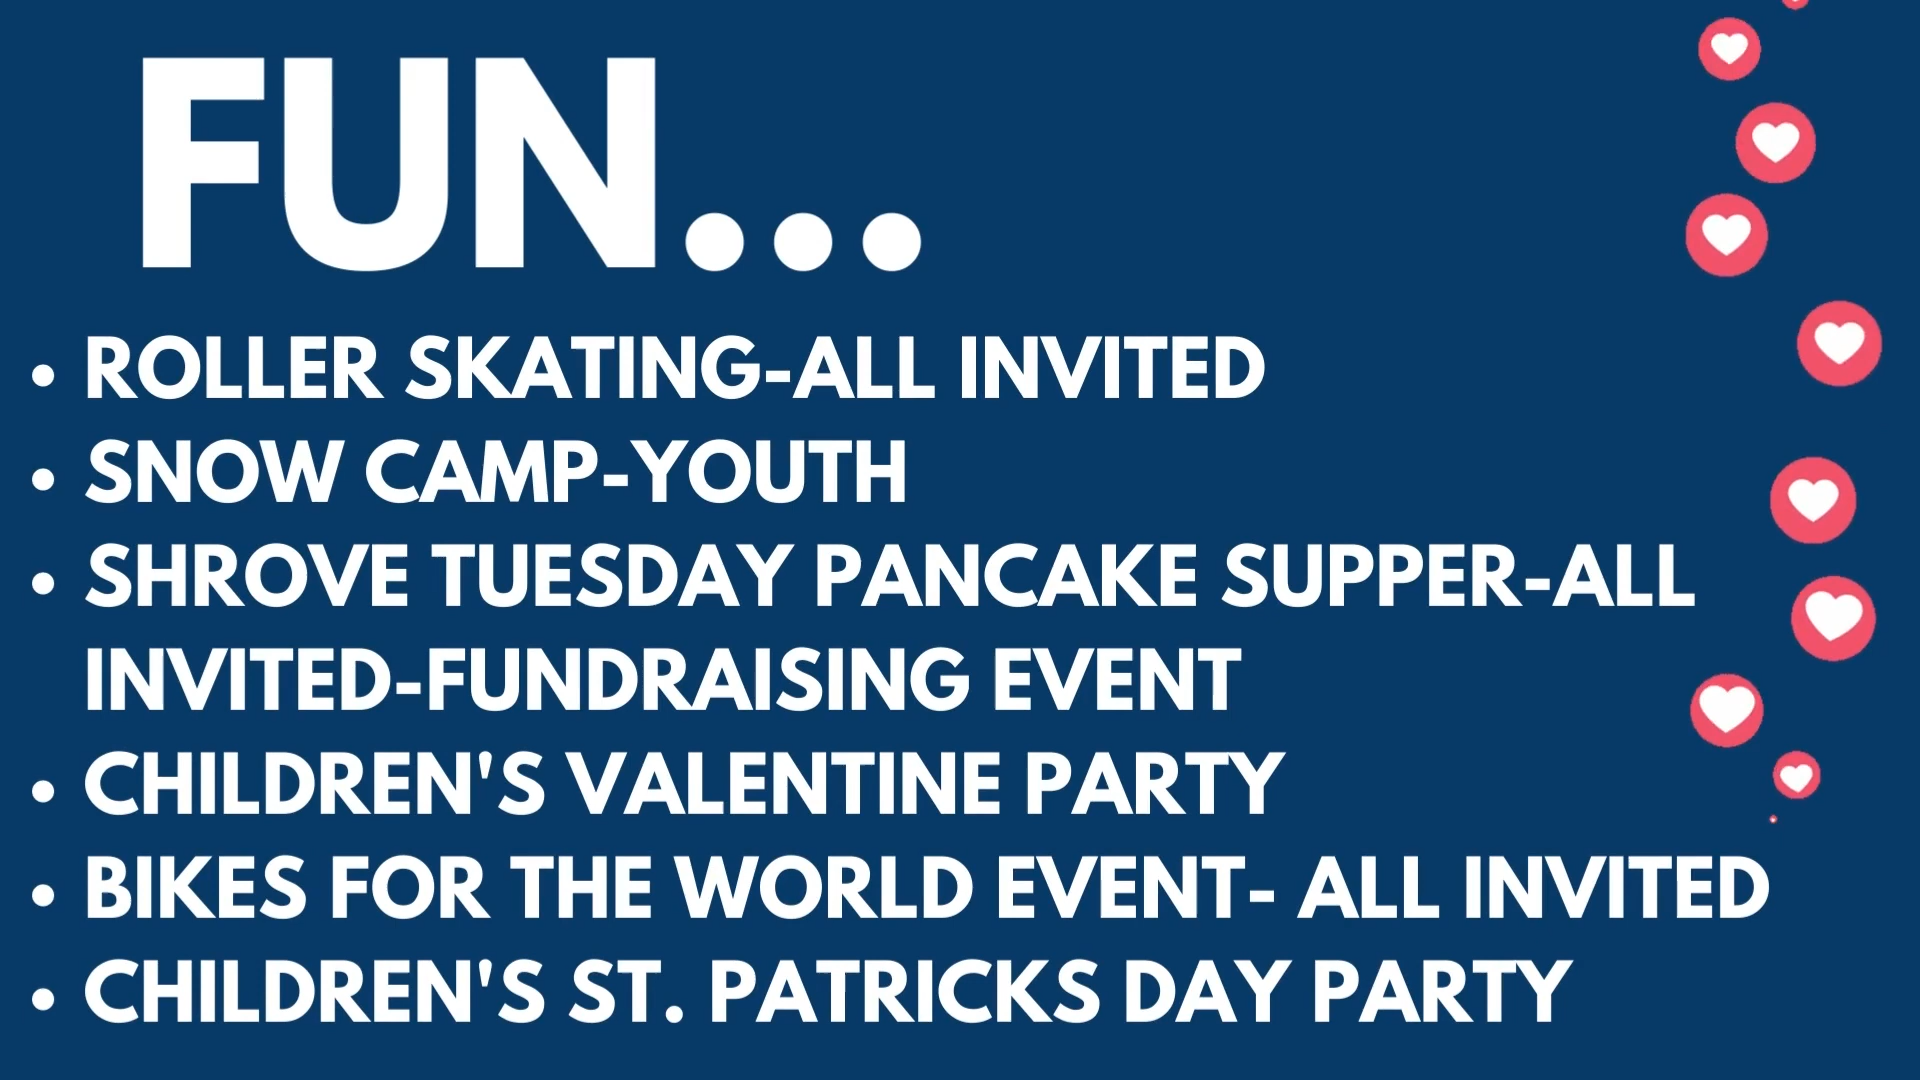 FUN...
• ROLLER SKATING-ALL INVITED
• SNOW CAMP-YOUTH
• SHROVE TUESDAY PANCAKE SUPPER-ALL
INVITED-FUNDRAISING EVENT
• CHILDREN'S VALENTINE PARTY
• BIKES FOR THE WORLD EVENT- ALL INVITED
• CHILDREN'S ST. PATRICKS DAY PARTY